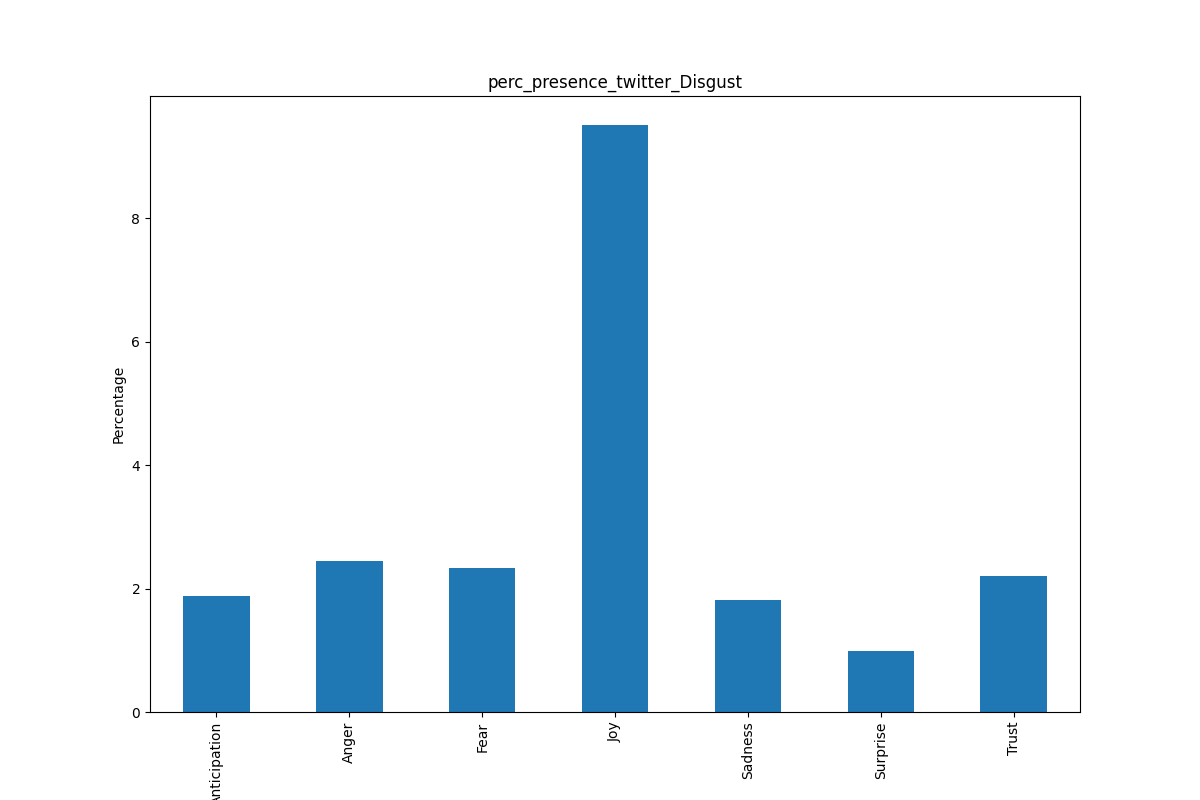 perc_presence_twitter_Disgust
Percentage
8
6
4
2
0
Anger
Fear
Joy
Sadness
Surprise
Trust